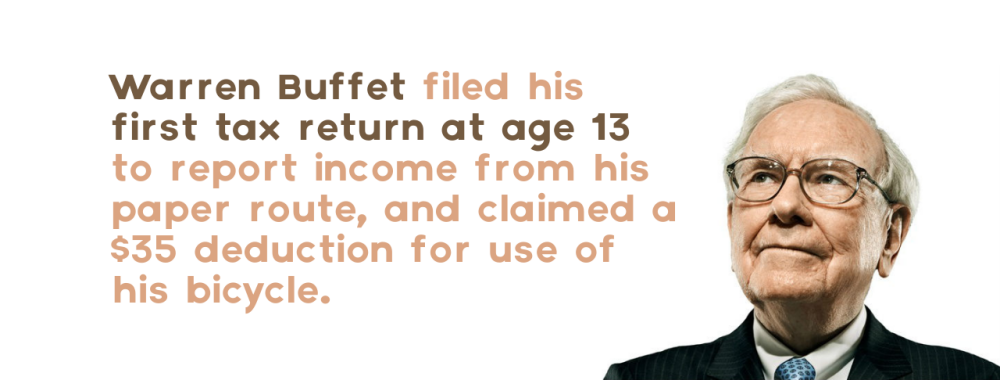 Warren Buffet filed his
first tax return at age 13
to report income from his
paper route, and claimed a
$35 deduction for use of
his bicycle.